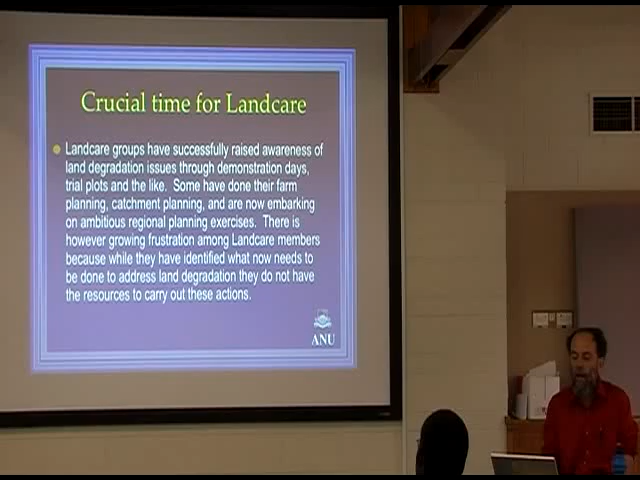 Crucial time for Landcare
Landcare groups have successfully raised awareness of
land degradation issues through demonstration days,
trial plots and the like. Some have done their farm
planning, catchment planning, and are now embarking
on ambitious regional planning exercises. There is
however growing frustration among Landcare members
because while they have identified what now needs to
be done to address land degradation they do not have
the resources to carry out these actions.
ANU